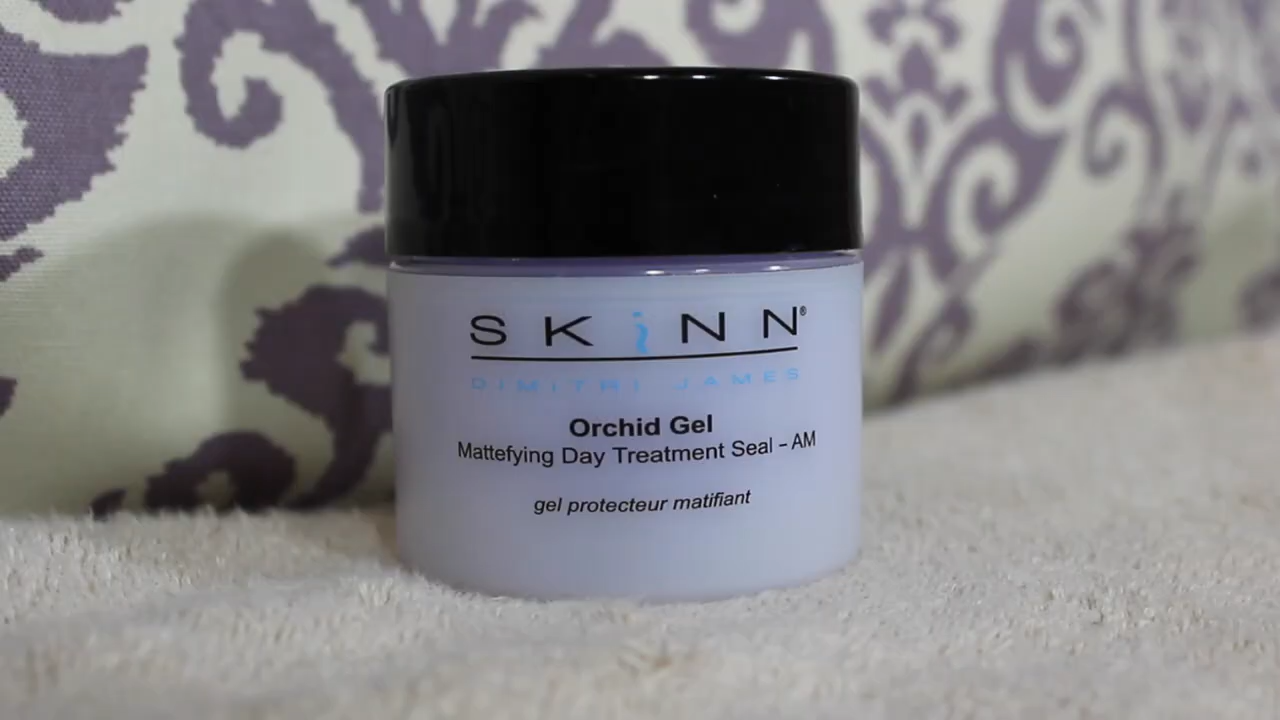 SKiNN®
DIMITRI JAMES
Orchid Gel
Mattefying Day Treatment Seal – AM
gel protecteur matifiant